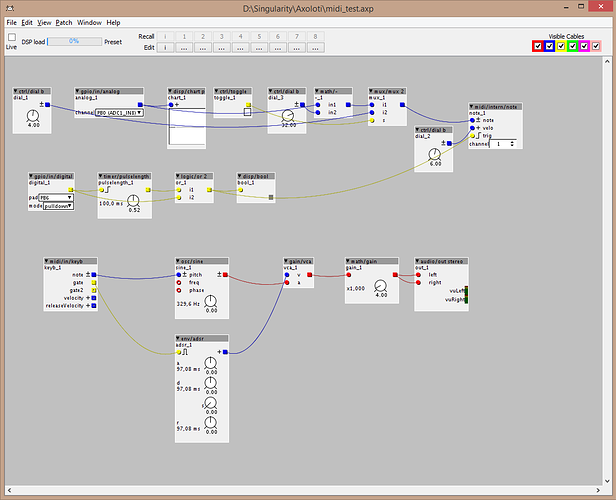 D:\Singularity\Axoloti\midi_test.axp
File Edit View Patch Window Help
Live
DSP load 0% Preset
Recall i 1 2 3 4 5 6 7 8
Edit i ... ... ... ... ... ... ... ...
Visible Cables
ctrl/dial b
dial_1
4.00
gpio/in/analog
analog_1
channel PB0 (ADC1_IN8)
disp/chart p
chart_1
ctrl/toggle
toggle_1
ctrl/dial b
dial_3
32.00
math/-
-_1
in1
in2
mux/mux 2
mux_1
i1
i2
s
ctrl/dial b
dial_2
6.00
midi/intern/note
note_1
note
velo
trig
channel 1
gpio/in/digital
digital_1
pad PB6
mode pulldown
timer/pulselength
pulselength_1
100,0 ms
0.52
logic/or 2
or_1
i1
i2
disp/bool
bool_1
midi/in/keyb
keyb_1
note
gate
gate2
velocity
releaseVelocity
osc/sine
sine_1
pitch
freq
phase
329,6 Hz
0.00
gain/vca
vca_1
v
a
math/gain
gain_1
x1,000
4.00
audio/out stereo
out_1
left
right
vuLeft
vuRight
env/adsr
adsr_1
a
97,08 ms
0.00
d
97,08 ms
0.00
s
0.00
r
97,08 ms
0.00